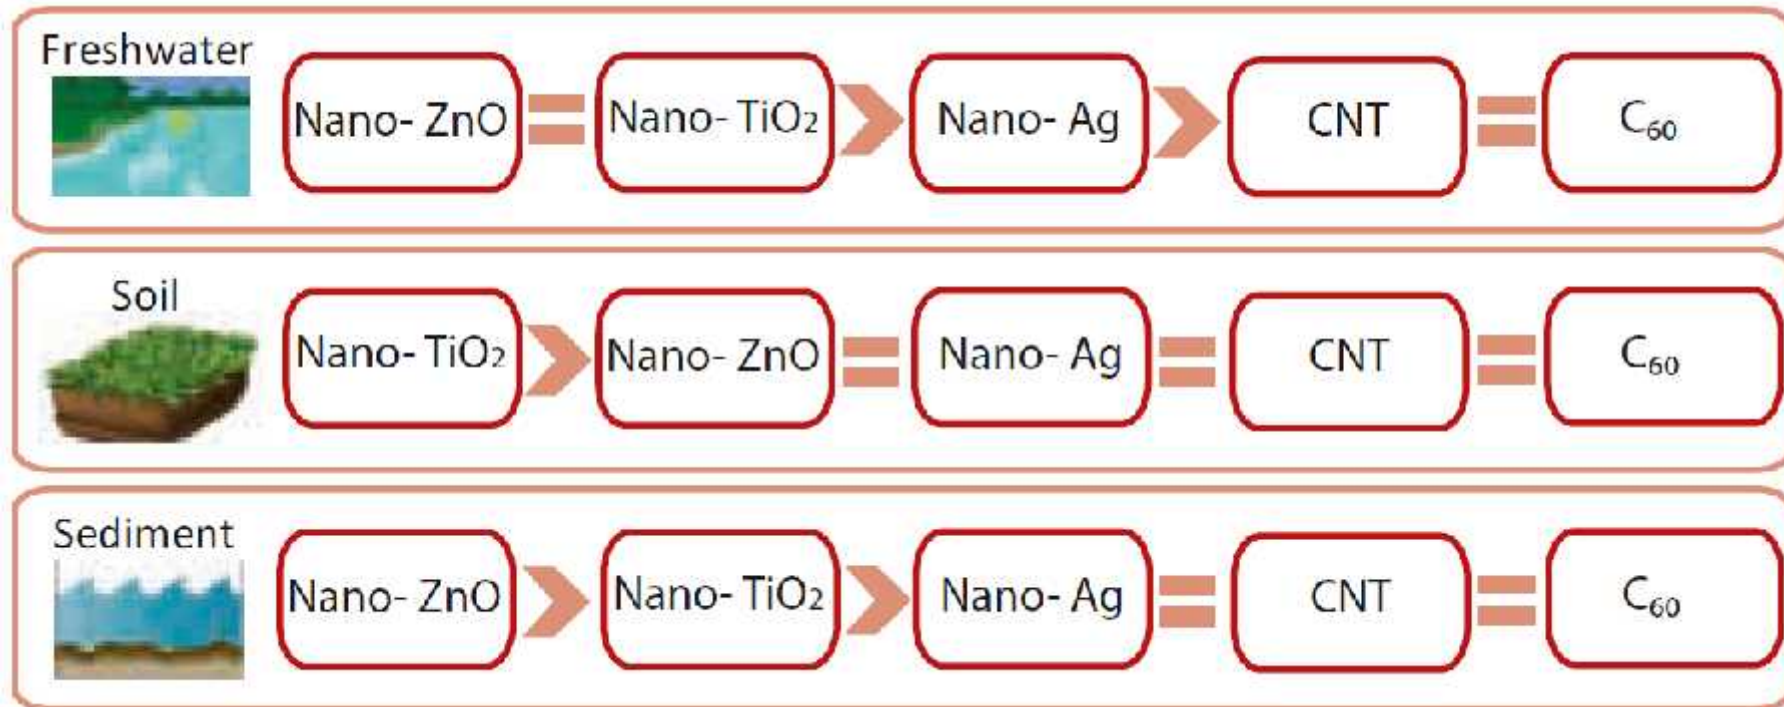 Freshwater
Nano- ZnO = Nano- TiO₂ > Nano- Ag > CNT = C₆₀
Soil
Nano- TiO₂ > Nano- ZnO = Nano- Ag = CNT = C₆₀
Sediment
Nano- ZnO > Nano- TiO₂ > Nano- Ag = CNT = C₆₀